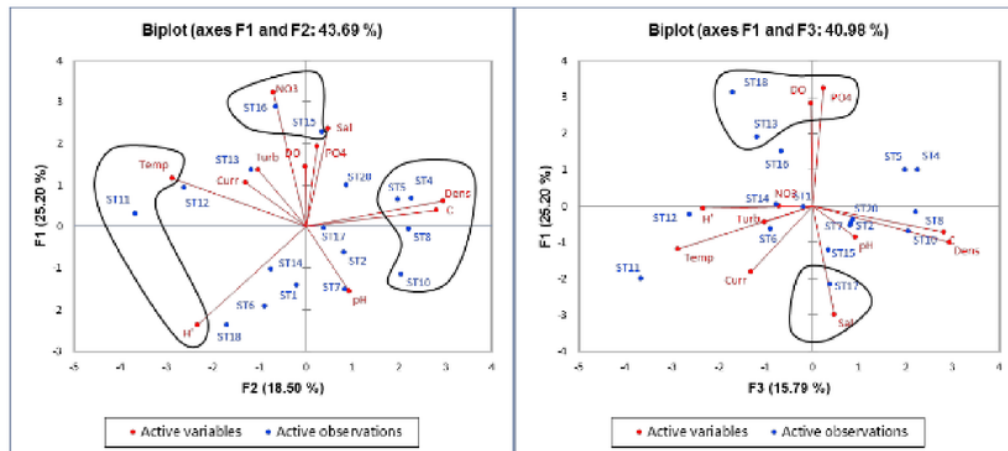 Biplot (axes F1 and F2: 43.69 %)
4
NO3
3
ST16
ST15
Sal
2
DO
PO4
ST13
Turb
Temp
Curr
ST20
ST5
ST4
Dens
1
ST11
ST12
C
F1 (25.20 %)
0
ST17
ST8
ST14
ST2
-1
ST1
ST7
pH
ST10
ST6
-2
H'
ST18
-3
-5 -4 -3 -2 -1 0 1 2 3 4
F2 (18.50 %)
Active variables Active observations
Biplot (axes F1 and F3: 40.98 %)
4
ST18
DO
PO4
3
2
ST13
ST16
ST5
ST4
1
F1 (25.20 %)
0
ST12
H'
ST14
NO3
ST1
Turb
ST20
ST7
ST2
ST8
C
ST6
pH
ST10
Dens
-1
Temp
Curr
ST15
ST11
-2
ST17
Sal
-3
-4
-5 -4 -3 -2 -1 0 1 2 3 4
F3 (15.79 %)
Active variables Active observations